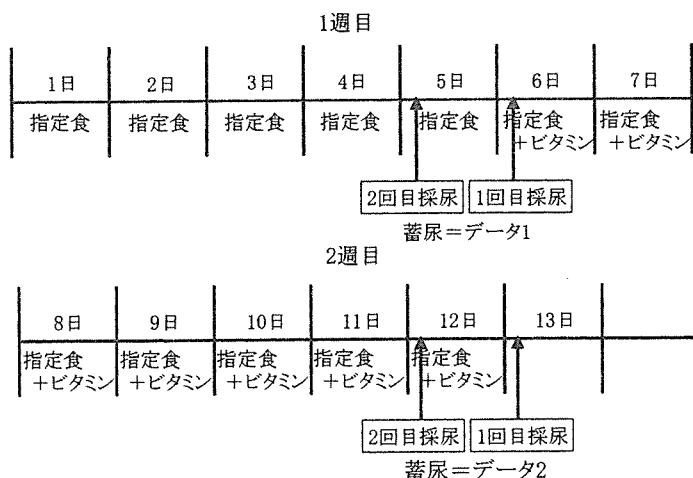 1週目
1日 2日 3日 4日 5日 6日 7日
指定食 指定食 指定食 指定食 指定食 指定食+ビタミン 指定食+ビタミン
2回目採尿 1回目採尿
蓄尿=データ1
2週目
8日 9日 10日 11日 12日 13日
指定食+ビタミン 指定食+ビタミン 指定食+ビタミン 指定食+ビタミン 指定食+ビタミン
2回目採尿 1回目採尿
蓄尿=データ2